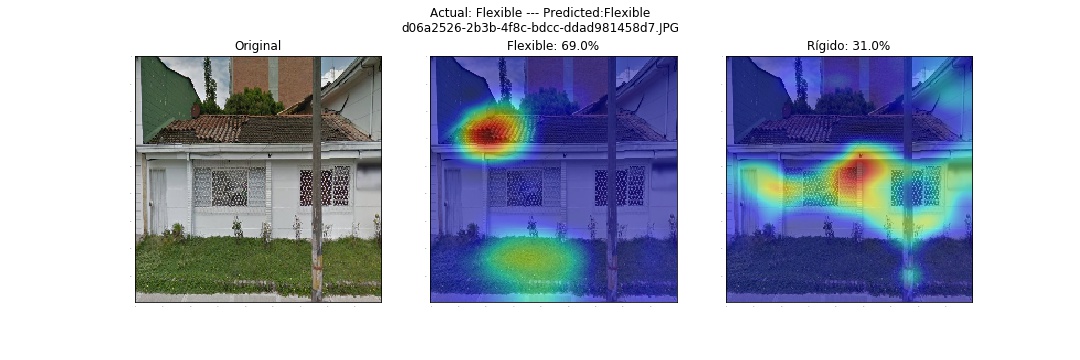 Actual: Flexible --- Predicted:Flexible
d06a2526-2b3b-4f8c-bdcc-ddad981458d7.JPG
Original
Flexible: 69.0%
Rígido: 31.0%